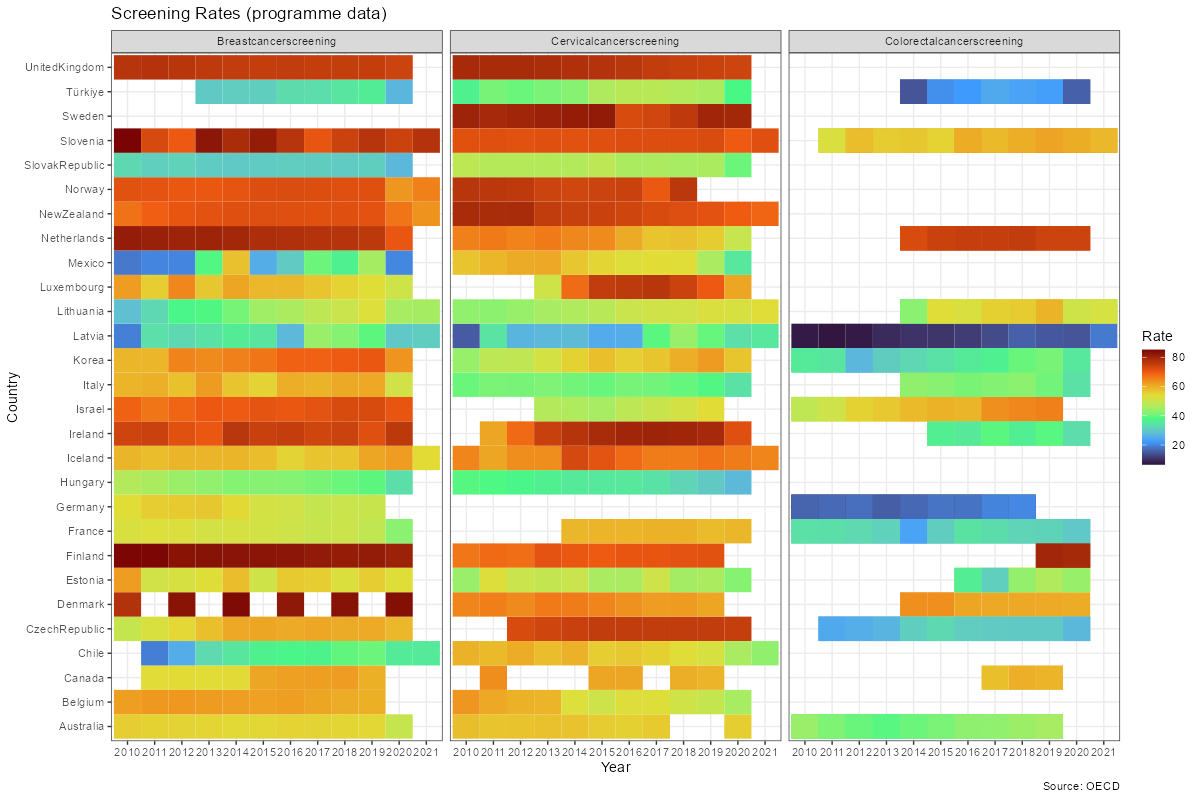 Screening Rates (programme data)
Breastcancerscreening
Cervicalcancerscreening
Colorectalcancerscreening
Country
UnitedKingdom
Türkiye
Sweden
Slovenia
SlovakRepublic
Norway
NewZealand
Netherlands
Mexico
Luxembourg
Lithuania
Latvia
Korea
Italy
Israel
Ireland
Iceland
Hungary
Germany
France
Finland
Estonia
Denmark
CzechRepublic
Chile
Canada
Belgium
Australia
Rate
80
60
40
20
2010 2011 2012 2013 2014 2015 2016 2017 2018 2019 2020 2021
2010 2011 2012 2013 2014 2015 2016 2017 2018 2019 2020 2021
2010 2011 2012 2013 2014 2015 2016 2017 2018 2019 2020 2021
Year
Source: OECD